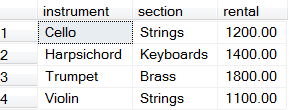 instrument section rental
1 Cello Strings 1200.00
2 Harpsichord Keyboards 1400.00
3 Trumpet Brass 1800.00
4 Violin Strings 1100.00